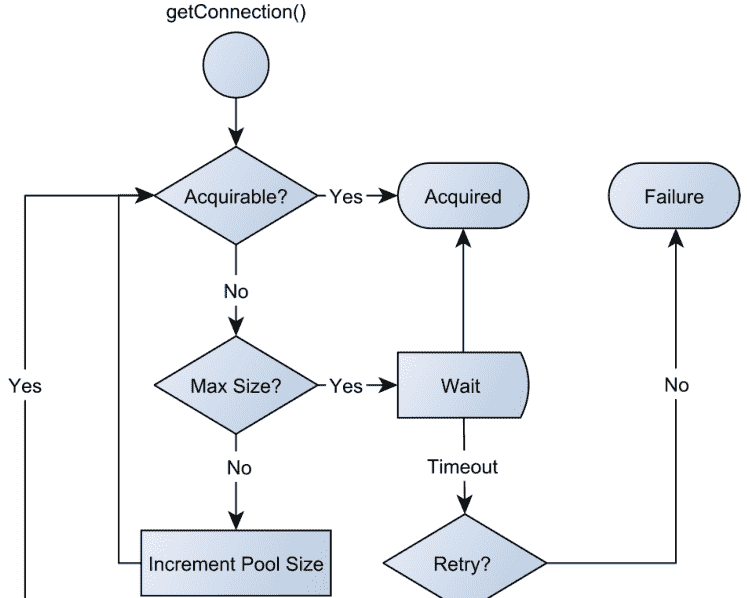 getConnection()
Acquirable?
Yes
Acquired
Failure
No
Yes
Max Size?
Yes
Wait
No
No
Timeout
Increment Pool Size
Retry?